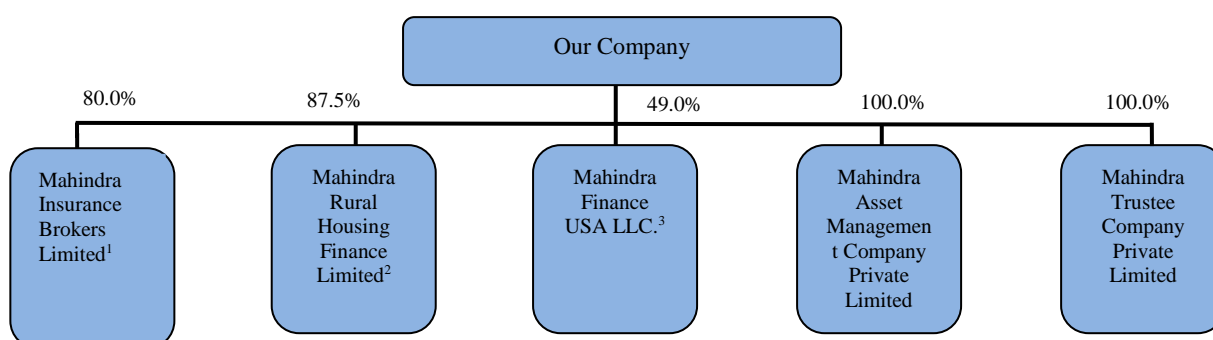 Our Company
80.0%
87.5%
49.0%
100.0%
100.0%
Mahindra
Insurance
Brokers
Limited¹
Mahindra
Rural
Housing
Finance
Limited²
Mahindra
Finance
USA LLC.³
Mahindra
Asset
Managemen
t Company
Private
Limited
Mahindra
Trustee
Company
Private
Limited